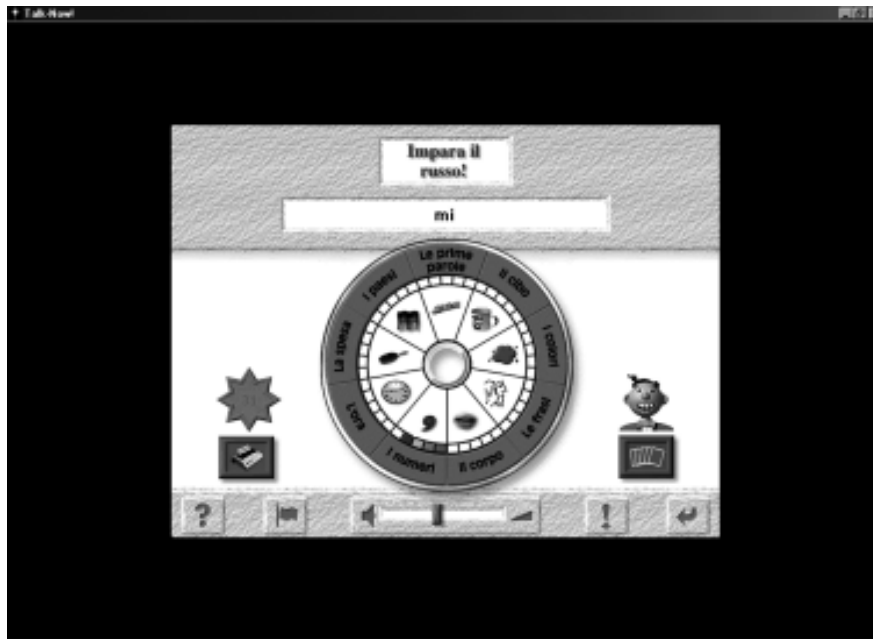 Talk Now!
Impara il
russo!
mi
Le prime
parole
Il cibo
I colori
Le frasi
Il corpo
I numeri
L'ora
La spesa
I paesi
?
!